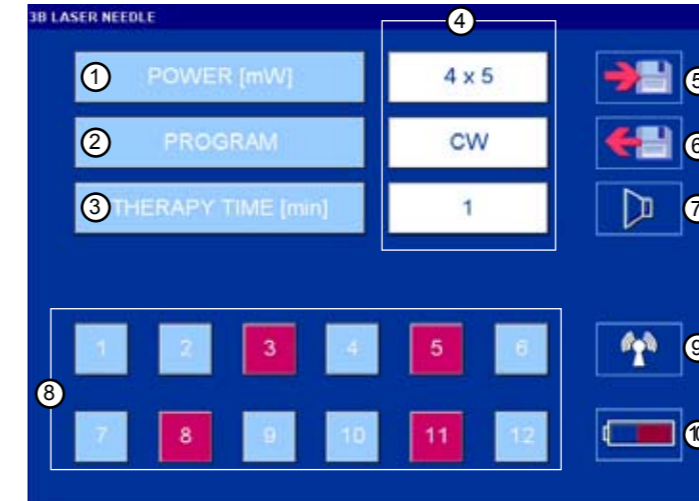 3B LASER NEEDLE
4
1 POWER [mW] 4 x 5 5
2 PROGRAM CW 6
3 THERAPY TIME [min] 1 7
1 2 3 4 5 6 9
8
7 8 9 10 11 12 10